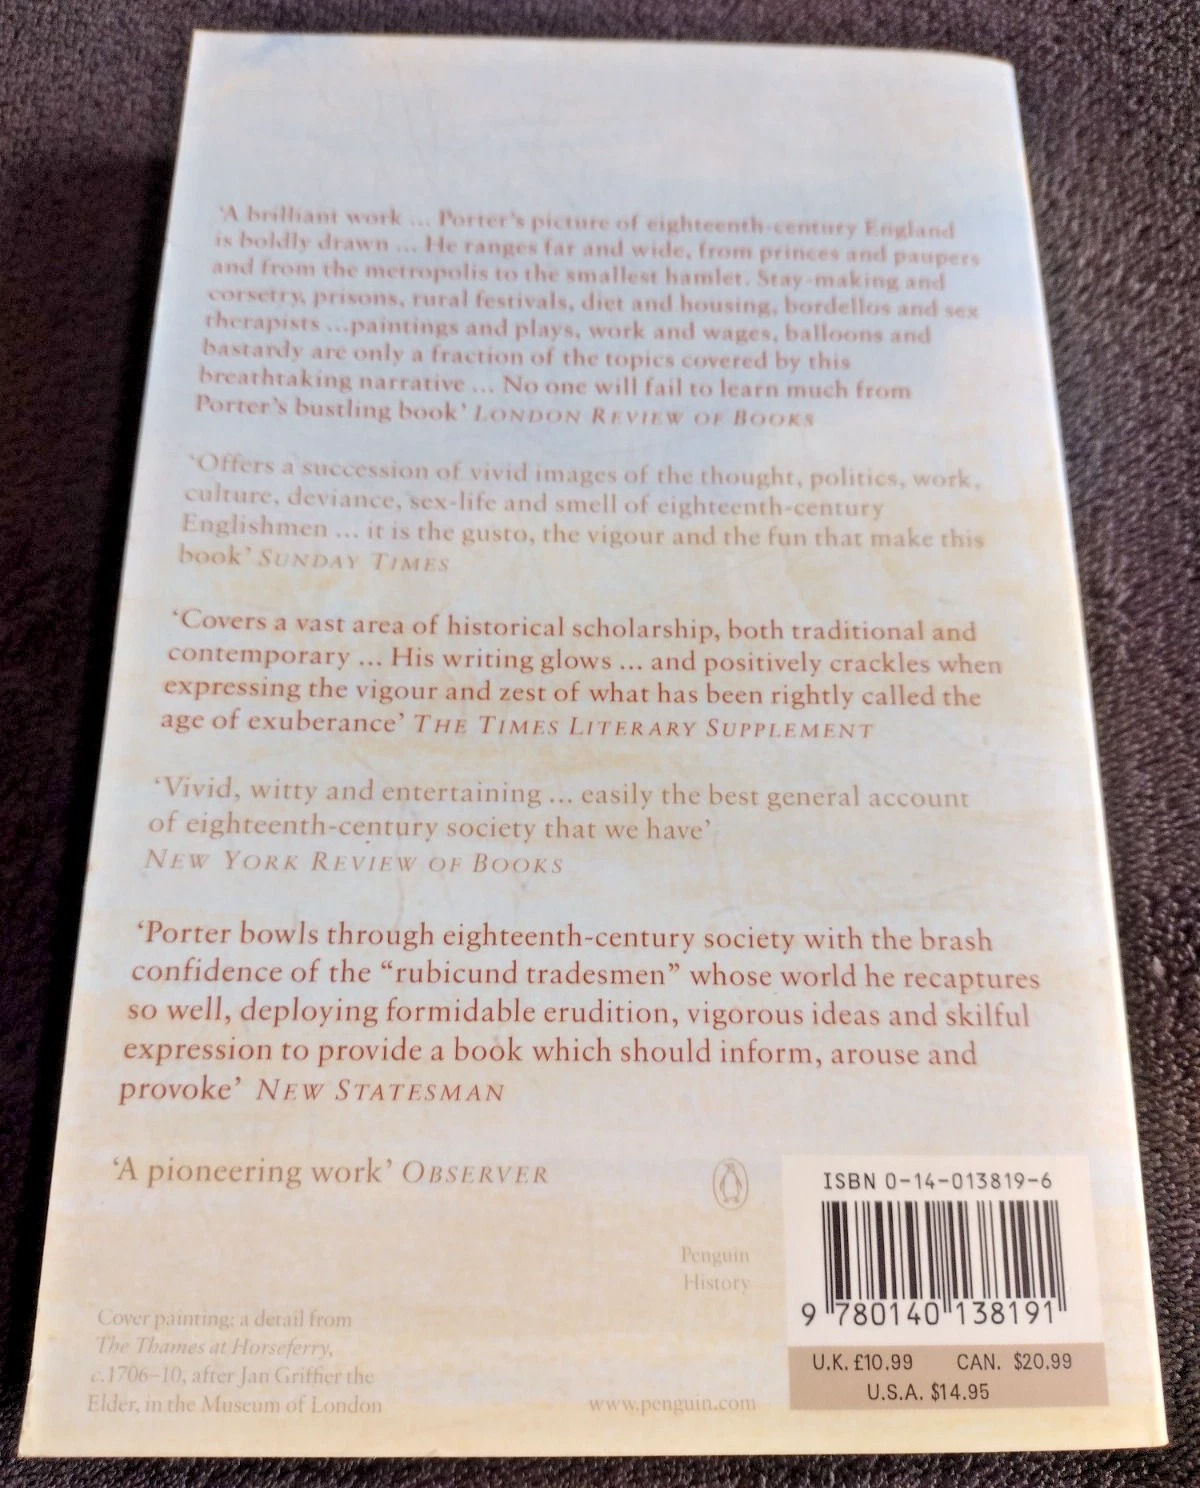 ‘A brilliant work ... Porter’s picture of eighteenth-century England
is boldly drawn ... He ranges far and wide, from princes and paupers
and from the metropolis to the smallest hamlet. Stay-making and
corsetry, prisons, rural festivals, diet and housing, bordellos and sex
therapists ...paintings and plays, work and wages, balloons and
bastardy are only a fraction of the topics covered by this
breathtaking narrative ... No one will fail to learn much from
Porter’s bustling book’ LONDON REVIEW OF BOOKS
‘Offers a succession of vivid images of the thought, politics, work,
culture, deviance, sex-life and smell of eighteenth-century
Englishmen ... it is the gusto, the vigour and the fun that make this
book’ SUNDAY TIMES
‘Covers a vast area of historical scholarship, both traditional and
contemporary ... His writing glows ... and positively crackles when
expressing the vigour and zest of what has been rightly called the
age of exuberance’ THE TIMES LITERARY SUPPLEMENT
‘Vivid, witty and entertaining ... easily the best general account
of eighteenth-century society that we have’
NEW YORK REVIEW OF BOOKS
‘Porter bowls through eighteenth-century society with the brash
confidence of the “rubicund tradesmen” whose world he recaptures
so well, deploying formidable erudition, vigorous ideas and skilful
expression to provide a book which should inform, arouse and
provoke’ NEW STATESMAN
‘A pioneering work’ OBSERVER
Penguin
History
Cover painting: a detail from
The Thames at Horseferry,
c.1706–10, after Jan Griffier the
Elder, in the Museum of London
www.penguin.com
ISBN 0-14-013819-6
9 780140 138191
U.K. £10.99 CAN. $20.99
U.S.A. $14.95